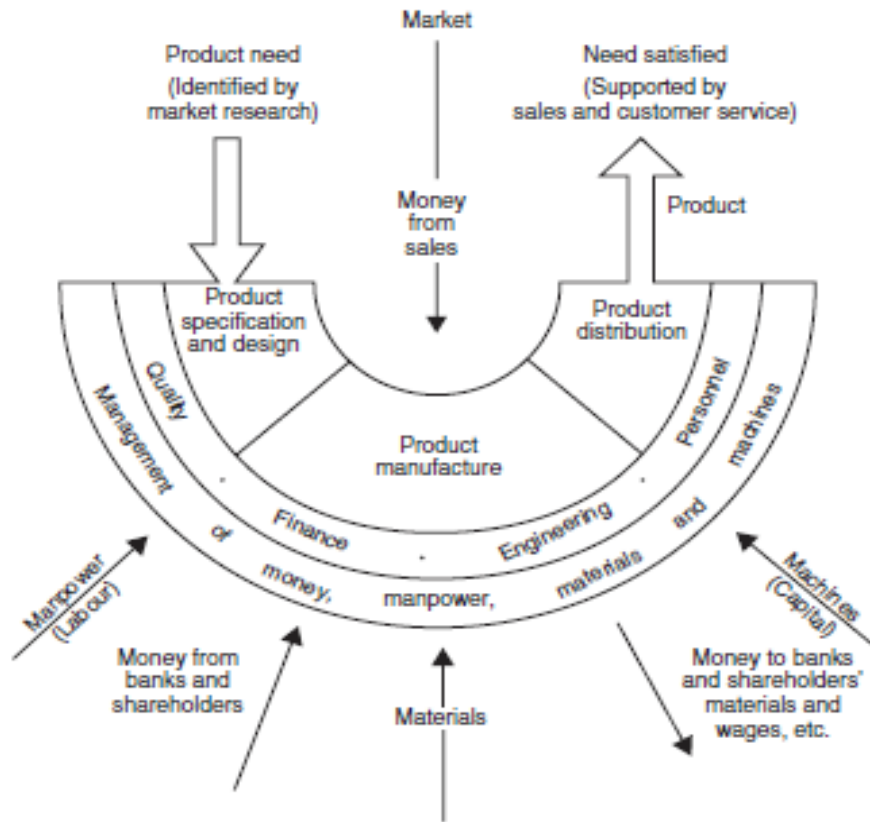 Market
Product need
(Identified by
market research)
Need satisfied
(Supported by
sales and customer service)
Money
from
sales
Product
Product
specification
and design
Product
distribution
Product
manufacture
Quality · Finance · Engineering · Personnel
Management of money, manpower, materials and machines
Manpower
(Labour)
Machines
(Capital)
Money from
banks and
shareholders
Materials
Money to banks
and shareholders'
materials and
wages, etc.